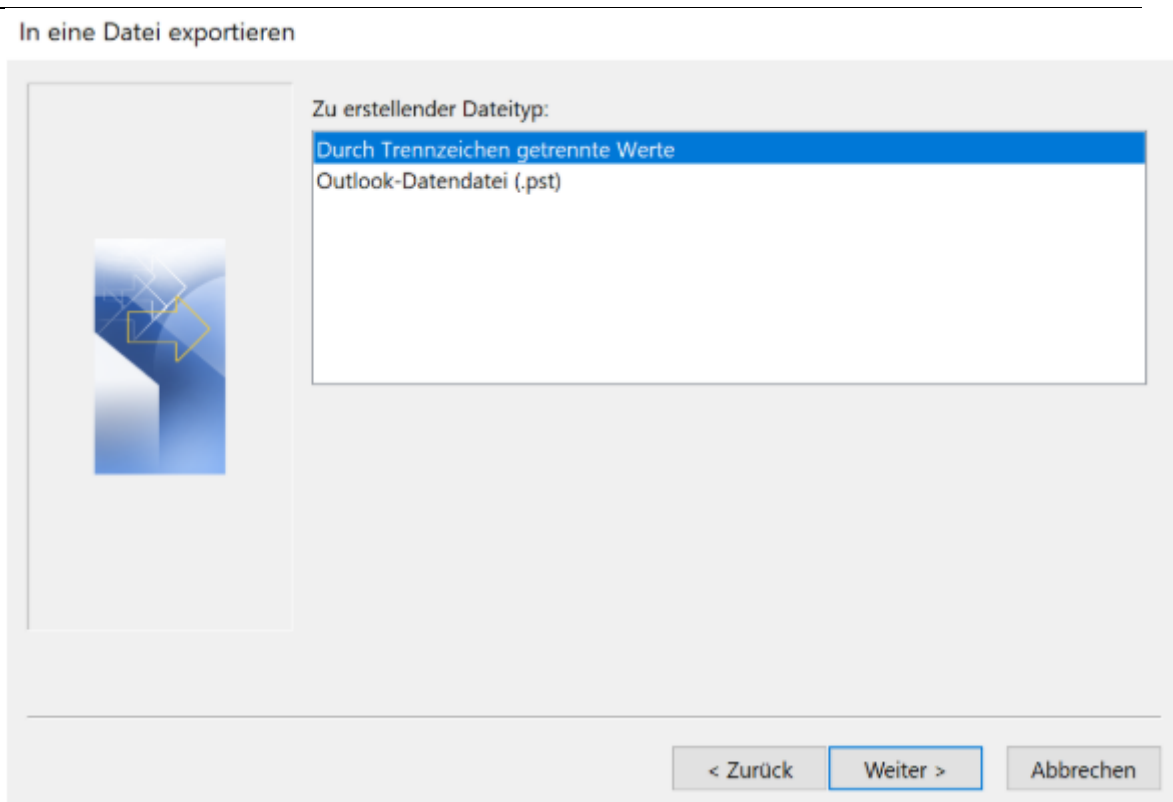 In eine Datei exportieren
Zu erstellender Dateityp:
Durch Trennzeichen getrennte Werte
Outlook-Datendatei (.pst)
< Zurück
Weiter >
Abbrechen